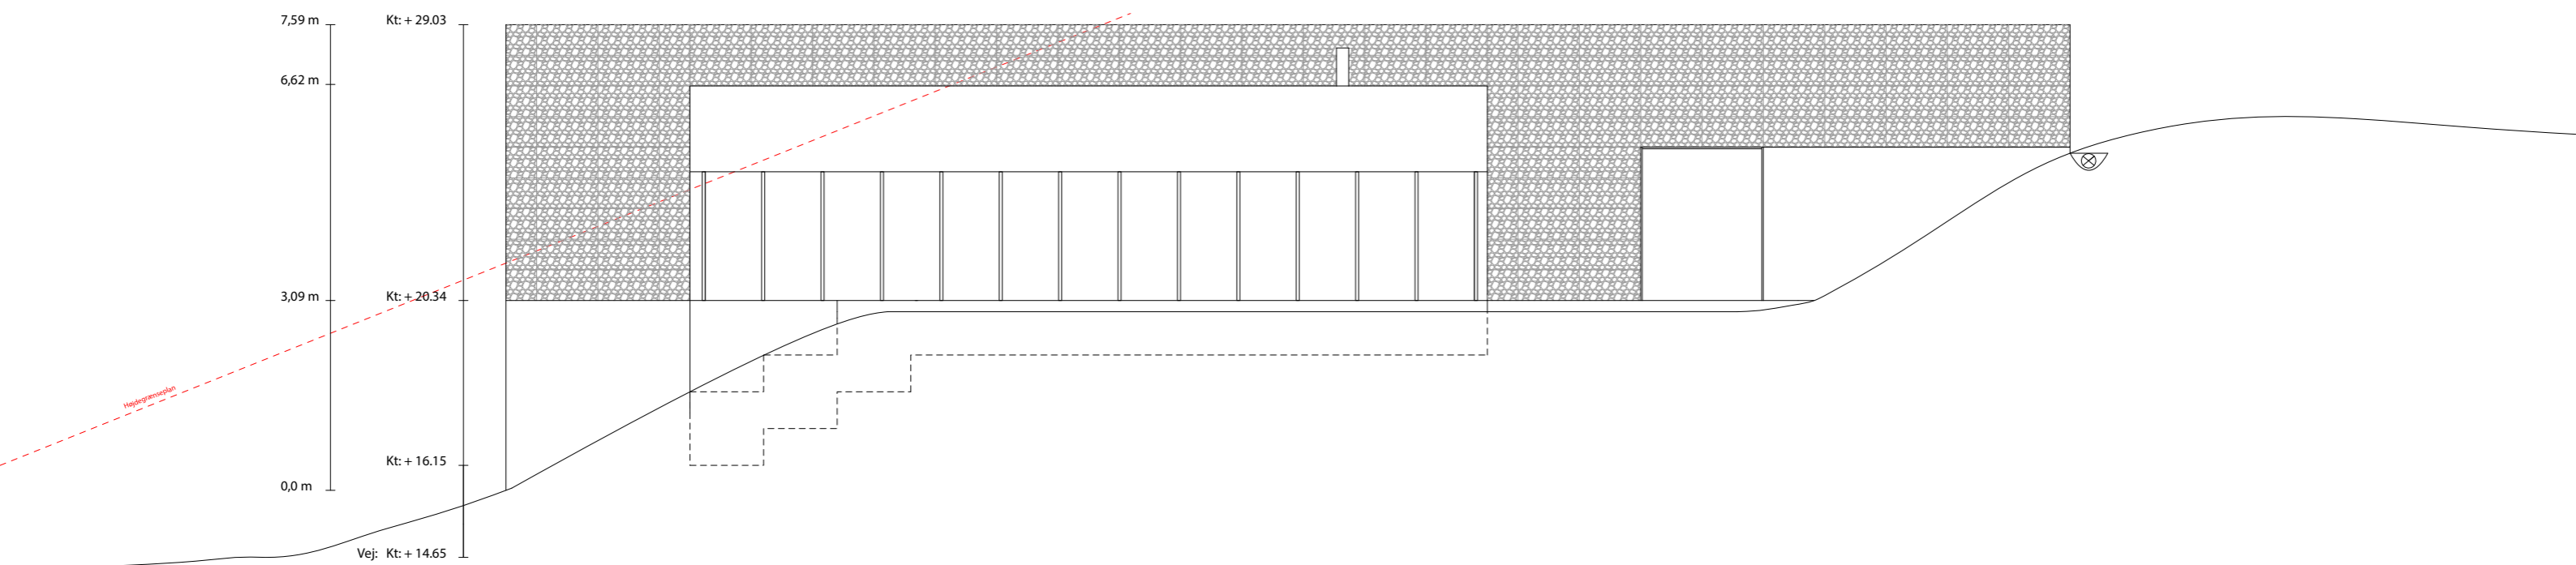 7,59 m Kt: + 29.03
6,62 m
3,09 m Kt: + 20.34
Højdegrænseplan
Kt: + 16.15
0,0 m
Vej: Kt: + 14.65